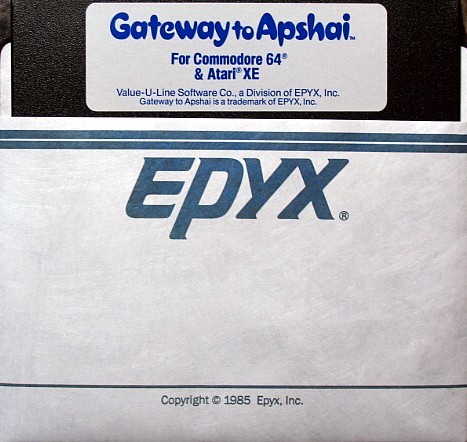 Gateway to Apshai™
For Commodore 64®
& Atari® XE
Value-U-Line Software Co., a Division of EPYX, Inc.
Gateway to Apshai is a trademark of EPYX, Inc.
EPYX®
Copyright © 1985 Epyx, Inc.